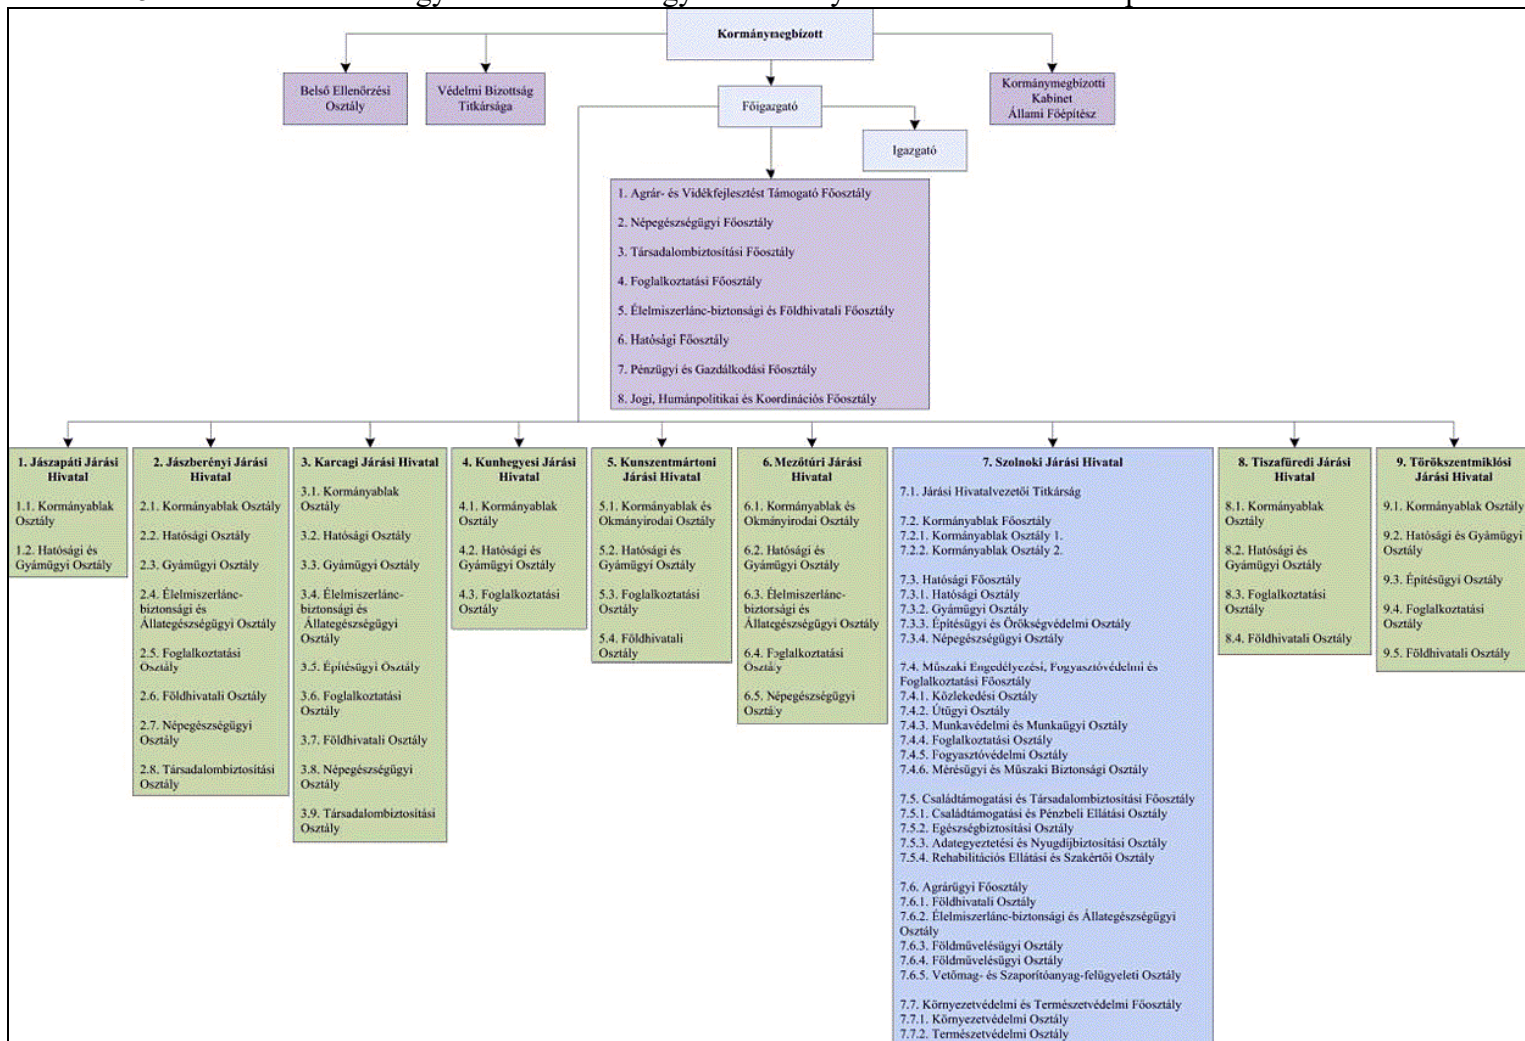 Kormánymegbízott
Belső Ellenőrzési
Osztály
Védelmi Bizottság
Titkársága
Kormánymegbízotti
Kabinet
Állami Főépítész
Főigazgató
Igazgató
1. Agrár- és Vidékfejlesztést Támogató Főosztály
2. Népegészségügyi Főosztály
3. Társadalombiztosítási Főosztály
4. Foglalkoztatási Főosztály
5. Élelmiszerlánc-biztonsági és Földhivatali Főosztály
6. Hatósági Főosztály
7. Pénzügyi és Gazdálkodási Főosztály
8. Jogi, Humánpolitikai és Koordinációs Főosztály
1. Jászapáti Járási
Hivatal
1.1. Kormányablak
Osztály
1.2. Hatósági és
Gyámügyi Osztály
2. Jászberényi Járási
Hivatal
2.1. Kormányablak Osztály
2.2. Hatósági Osztály
2.3. Gyámügyi Osztály
2.4. Élelmiszerlánc-
biztonsági és
Állategészségügyi Osztály
2.5. Foglalkoztatási
Osztály
2.6. Földhivatali Osztály
2.7. Népegészségügyi
Osztály
2.8. Társadalombiztosítási
Osztály
3. Karcagi Járási Hivatal
3.1. Kormányablak
Osztály
3.2. Hatósági Osztály
3.3. Gyámügyi Osztály
3.4. Élelmiszerlánc-
biztonsági és
Állategészségügyi
Osztály
3.5. Építésügyi Osztály
3.6. Foglalkoztatási
Osztály
3.7. Földhivatali Osztály
3.8. Népegészségügyi
Osztály
3.9. Társadalombiztosítási
Osztály
4. Kunhegyesi Járási
Hivatal
4.1. Kormányablak
Osztály
4.2. Hatósági és
Gyámügyi Osztály
4.3. Foglalkoztatási
Osztály
5. Kunszentmártoni
Járási Hivatal
5.1. Kormányablak és
Okmányirodai Osztály
5.2. Hatósági és
Gyámügyi Osztály
5.3. Foglalkoztatási
Osztály
5.4. Földhivatali
Osztály
6. Mezőtúri Járási
Hivatal
6.1. Kormányablak és
Okmányirodai Osztály
6.2. Hatósági és
Gyámügyi Osztály
6.3. Élelmiszerlánc-
biztonsági és
Állategészségügyi Osztály
6.4. Foglalkoztatási
Osztály
6.5. Népegészségügyi
Osztály
7. Szolnoki Járási Hivatal
7.1. Járási Hivatalvezetői Titkárság
7.2. Kormányablak Főosztály
7.2.1. Kormányablak Osztály 1.
7.2.2. Kormányablak Osztály 2.
7.3. Hatósági Főosztály
7.3.1. Hatósági Osztály
7.3.2. Gyámügyi Osztály
7.3.3. Építésügyi és Örökségvédelmi Osztály
7.3.4. Népegészségügyi Osztály
7.4. Műszaki Engedélyezési, Fogyasztóvédelmi és
Foglalkoztatási Főosztály
7.4.1. Közlekedési Osztály
7.4.2. Útügyi Osztály
7.4.3. Munkavédelmi és Munkaügyi Osztály
7.4.4. Foglalkoztatási Osztály
7.4.5. Fogyasztóvédelmi Osztály
7.4.6. Mérésügyi és Műszaki Biztonsági Osztály
7.5. Családtámogatási és Társadalombiztosítási Főosztály
7.5.1. Családtámogatási és Pénzbeli Ellátási Osztály
7.5.2. Egészségbiztosítási Osztály
7.5.3. Adategyeztetési és Nyugdíjbiztosítási Osztály
7.5.4. Rehabilitációs Ellátási és Szakértői Osztály
7.6. Agrárügyi Főosztály
7.6.1. Földhivatali Osztály
7.6.2. Élelmiszerlánc-biztonsági és Állategészségügyi
Osztály
7.6.3. Földművelésügyi Osztály
7.6.4. Földművelésügyi Osztály
7.6.5. Vetőmag- és Szaporítóanyag-felügyeleti Osztály
7.7. Környezetvédelmi és Természetvédelmi Főosztály
7.7.1. Környezetvédelmi Osztály
7.7.2. Természetvédelmi Osztály
8. Tiszafüredi Járási
Hivatal
8.1. Kormányablak
Osztály
8.2. Hatósági és
Gyámügyi Osztály
8.3. Foglalkoztatási
Osztály
8.4. Földhivatali Osztály
9. Törökszentmiklósi
Járási Hivatal
9.1. Kormányablak Osztály
9.2. Hatósági és Gyámügyi
Osztály
9.3. Építésügyi Osztály
9.4. Foglalkoztatási
Osztály
9.5. Földhivatali Osztály